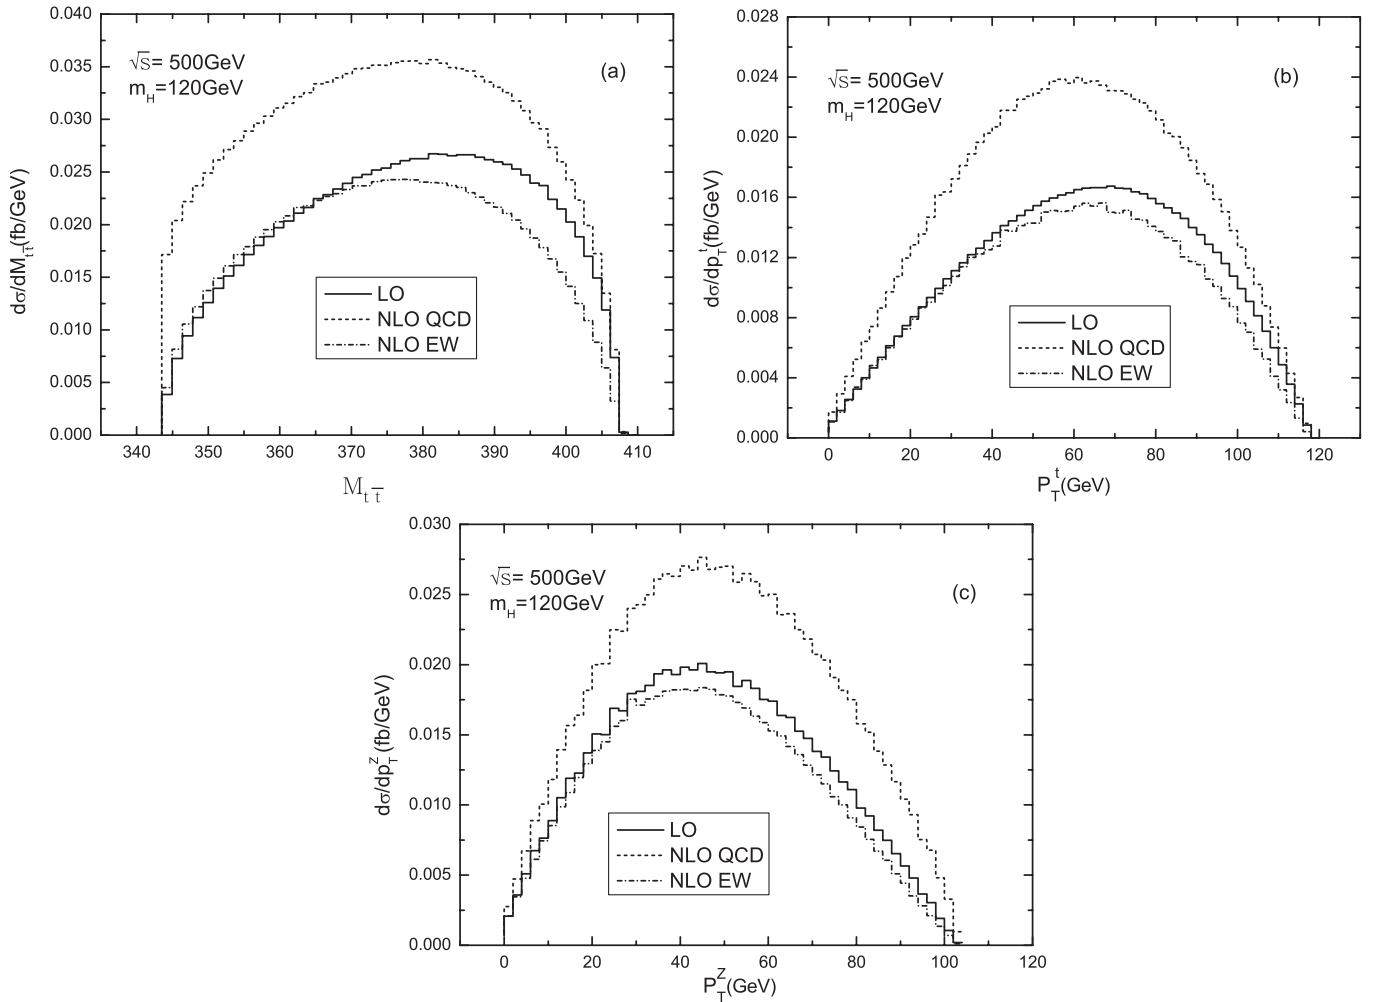 0.040
0.035
0.030
0.025
0.020
0.015
0.010
0.005
0.000
dσ/dM_{t t̅}(fb/GeV)
√S= 500GeV
m_H=120GeV
(a)
LO
NLO QCD
NLO EW
340 350 360 370 380 390 400 410
M_{t t̅}
0.028
0.024
0.020
0.016
0.012
0.008
0.004
0.000
dσ/dp_T^t(fb/GeV)
√S= 500GeV
m_H=120GeV
(b)
LO
NLO QCD
NLO EW
0 20 40 60 80 100 120
P_T^t(GeV)
0.030
0.025
0.020
0.015
0.010
0.005
0.000
dσ/dp_T^Z(fb/GeV)
√S= 500GeV
m_H=120GeV
(c)
LO
NLO QCD
NLO EW
0 20 40 60 80 100 120
P_T^Z(GeV)